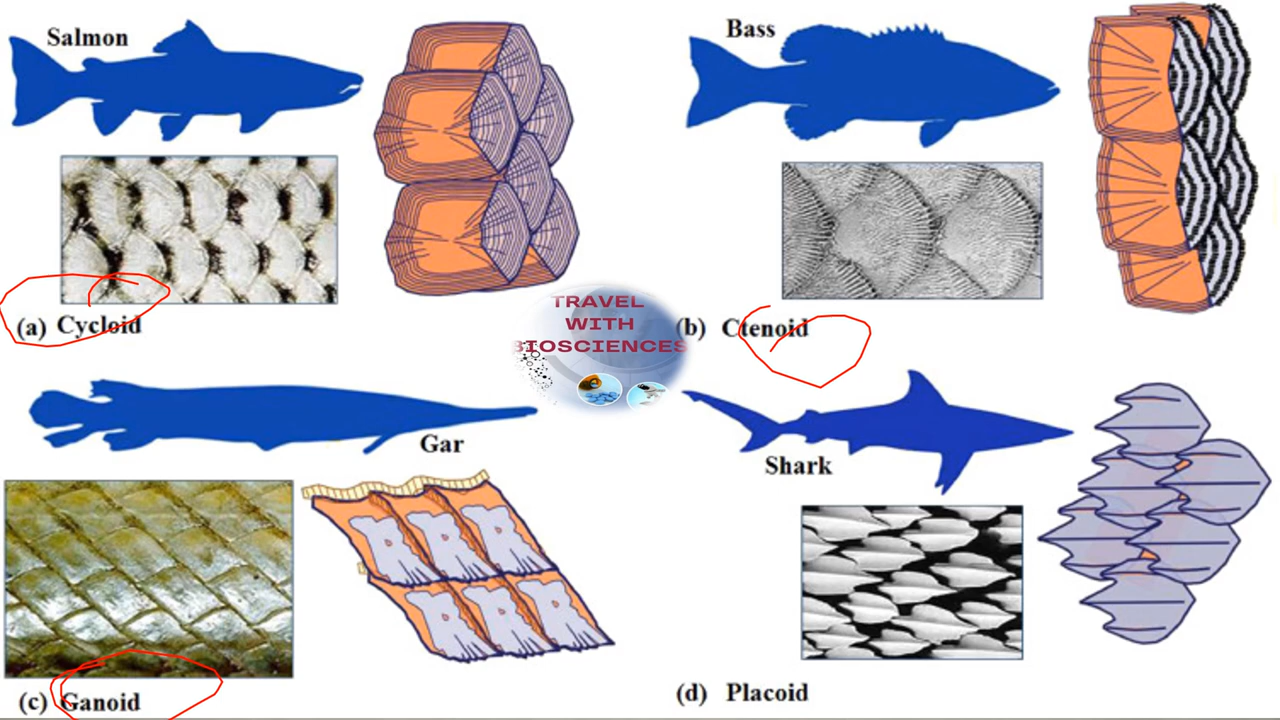 Salmon
Bass
(a) Cycloid
TRAVEL
WITH
BIOSCIENCES
(b) Ctenoid
Gar
Shark
(c) Ganoid
(d) Placoid